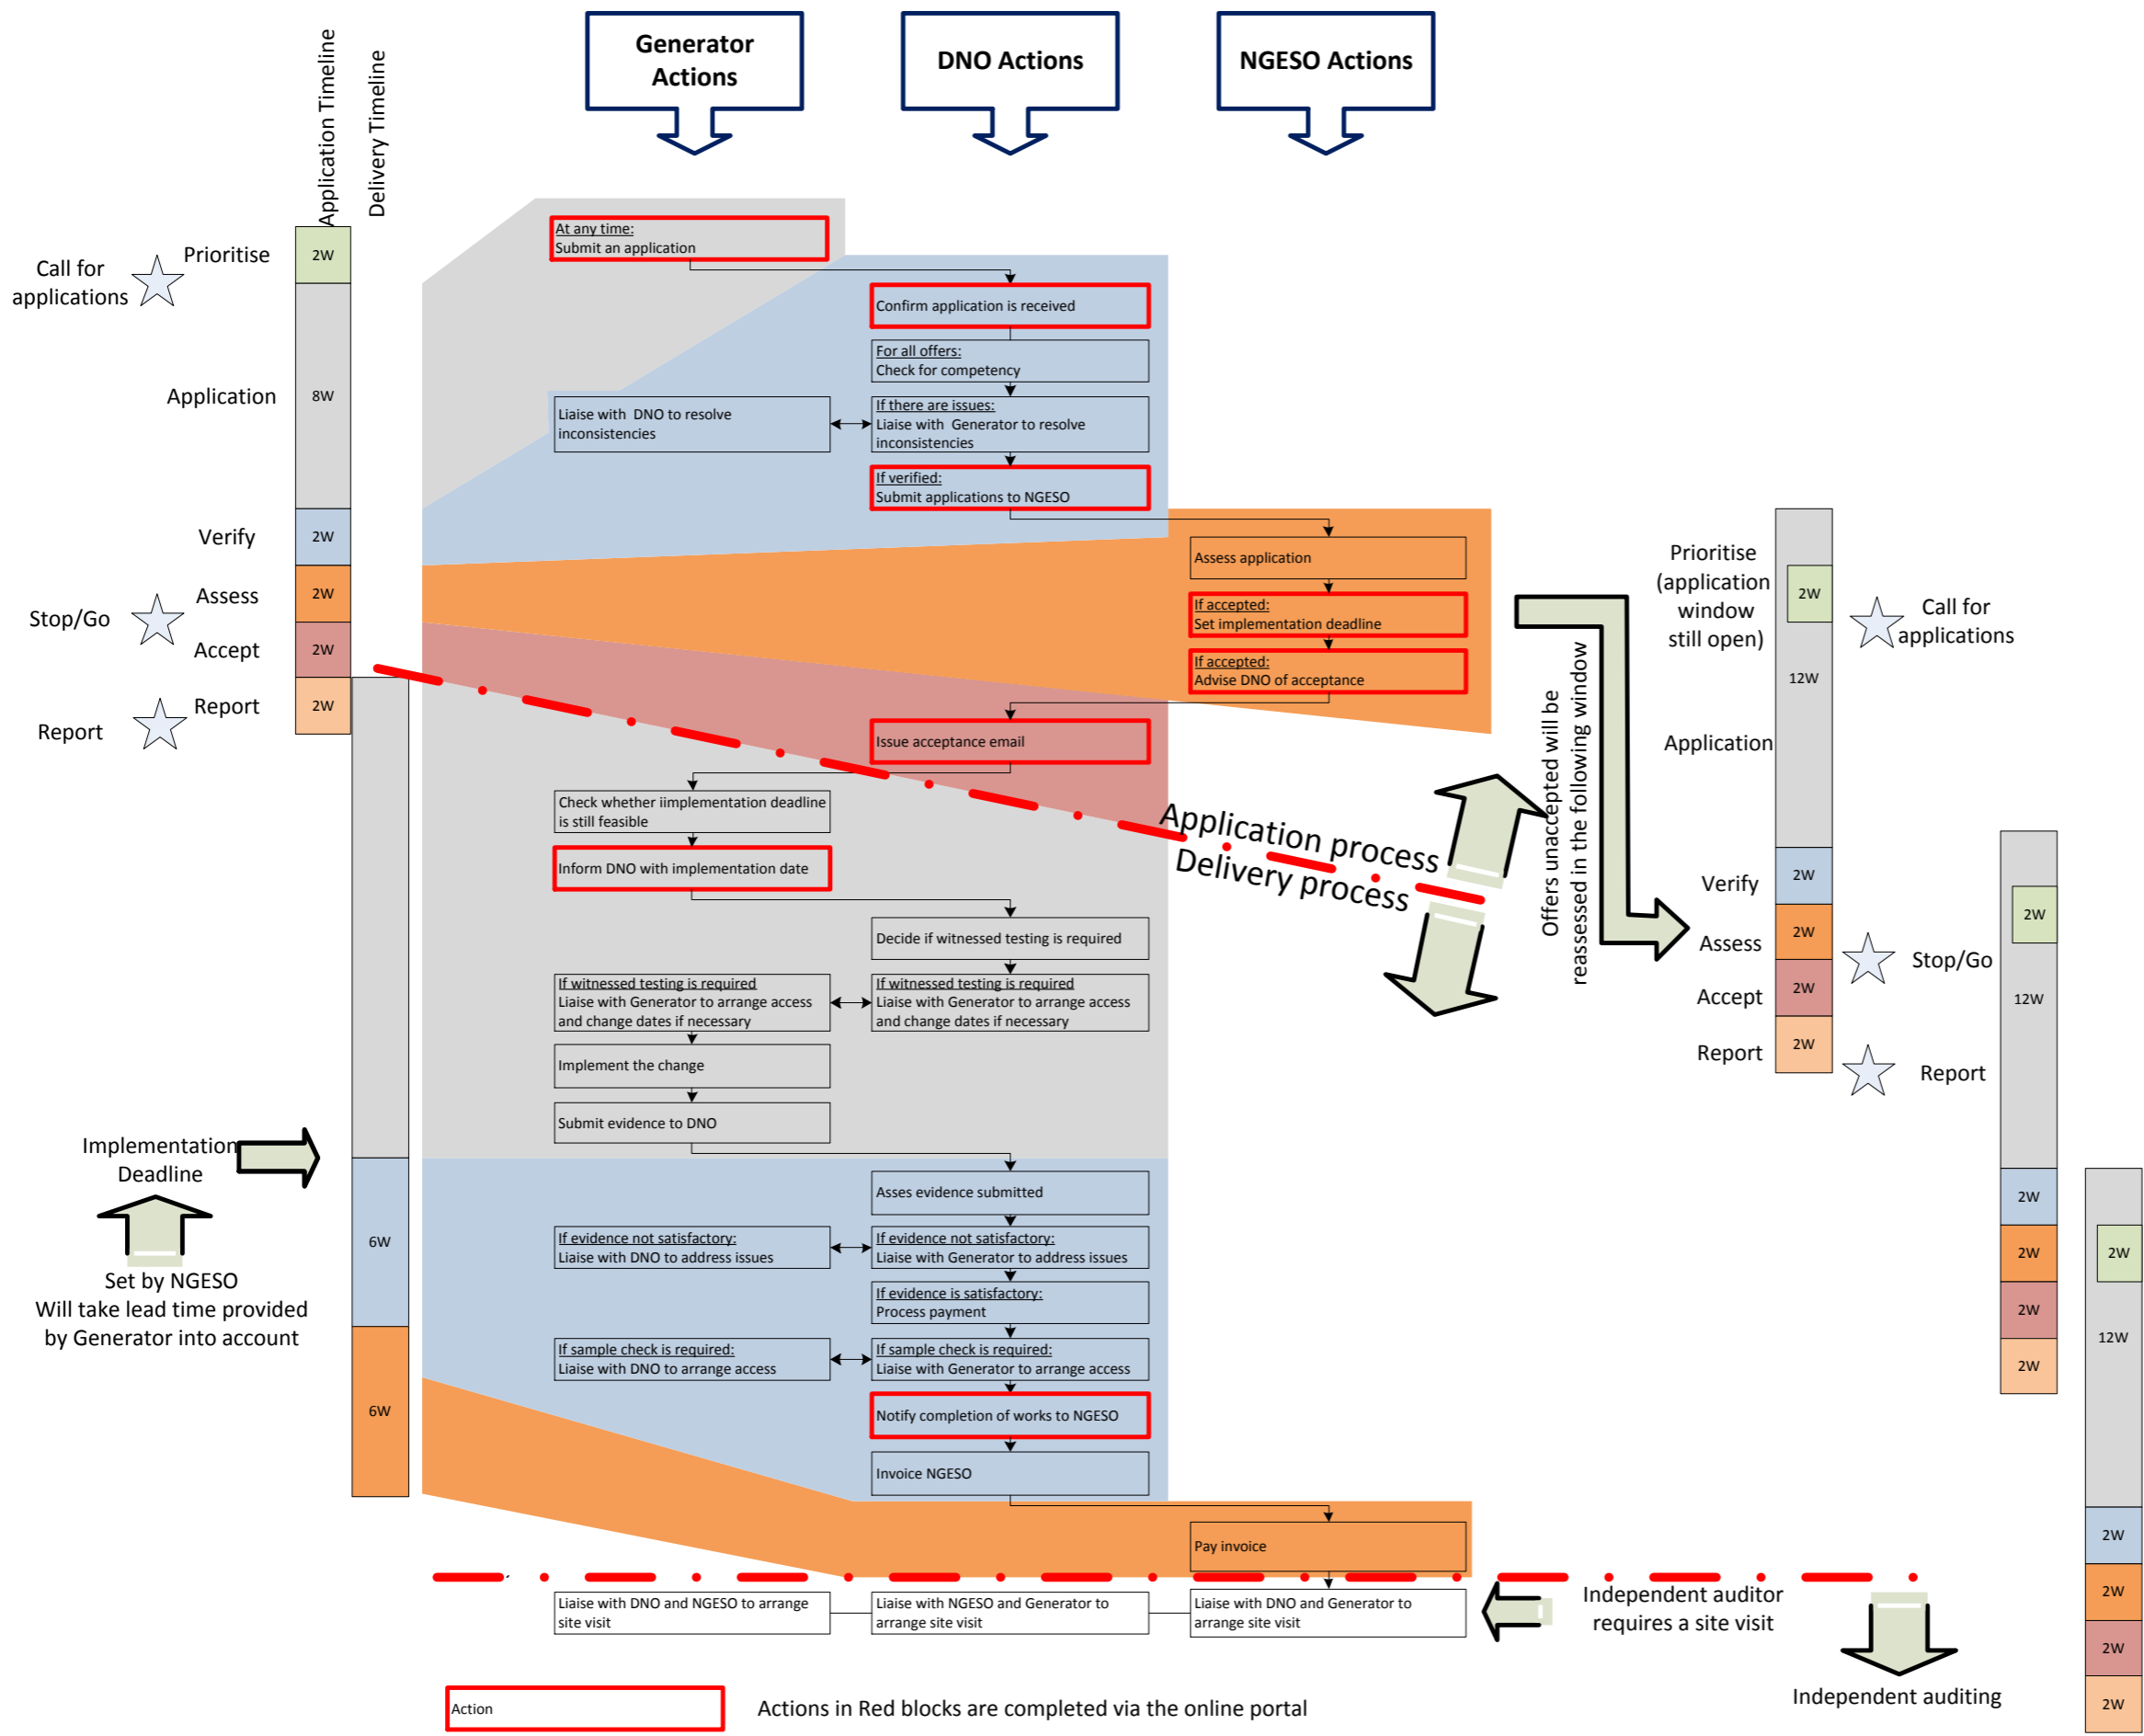 Application Timeline
Delivery Timeline
Generator
Actions
DNO Actions
NGESO Actions
Call for
applications
Prioritise
2W
Application
8W
Verify
2W
Stop/Go
Assess
2W
Accept
2W
Report
Report
2W
At any time:
Submit an application
Confirm application is received
For all offers:
Check for competency
Liaise with  DNO to resolve
inconsistencies
If there are issues:
Liaise with  Generator to resolve
inconsistencies
If verified:
Submit applications to NGESO
Assess application
If accepted:
Set implementation deadline
If accepted:
Advise DNO of acceptance
Issue acceptance email
Check whether iimplementation deadline
is still feasible
Inform DNO with implementation date
Application process
Delivery process
Decide if witnessed testing is required
If witnessed testing is required
Liaise with Generator to arrange access
and change dates if necessary
If witnessed testing is required
Liaise with Generator to arrange access
and change dates if necessary
Implement the change
Submit evidence to DNO
Implementation
Deadline
Set by NGESO
Will take lead time provided
by Generator into account
6W
6W
Asses evidence submitted
If evidence not satisfactory:
Liaise with DNO to address issues
If evidence not satisfactory:
Liaise with Generator to address issues
If evidence is satisfactory:
Process payment
If sample check is required:
Liaise with DNO to arrange access
If sample check is required:
Liaise with Generator to arrange access
Notify completion of works to NGESO
Invoice NGESO
Pay invoice
Liaise with DNO and NGESO to arrange
site visit
Liaise with NGESO and Generator to
arrange site visit
Liaise with DNO and Generator to
arrange site visit
Independent auditor
requires a site visit
Independent auditing
Offers unaccepted will be
reassessed in the following window
Prioritise
(application
window
still open)
2W
Call for
applications
12W
Application
Verify
2W
Assess
2W
Stop/Go
Accept
2W
Report
2W
Report
2W
12W
2W
2W
2W
2W
2W
12W
2W
2W
2W
2W
Action
Actions in Red blocks are completed via the online portal